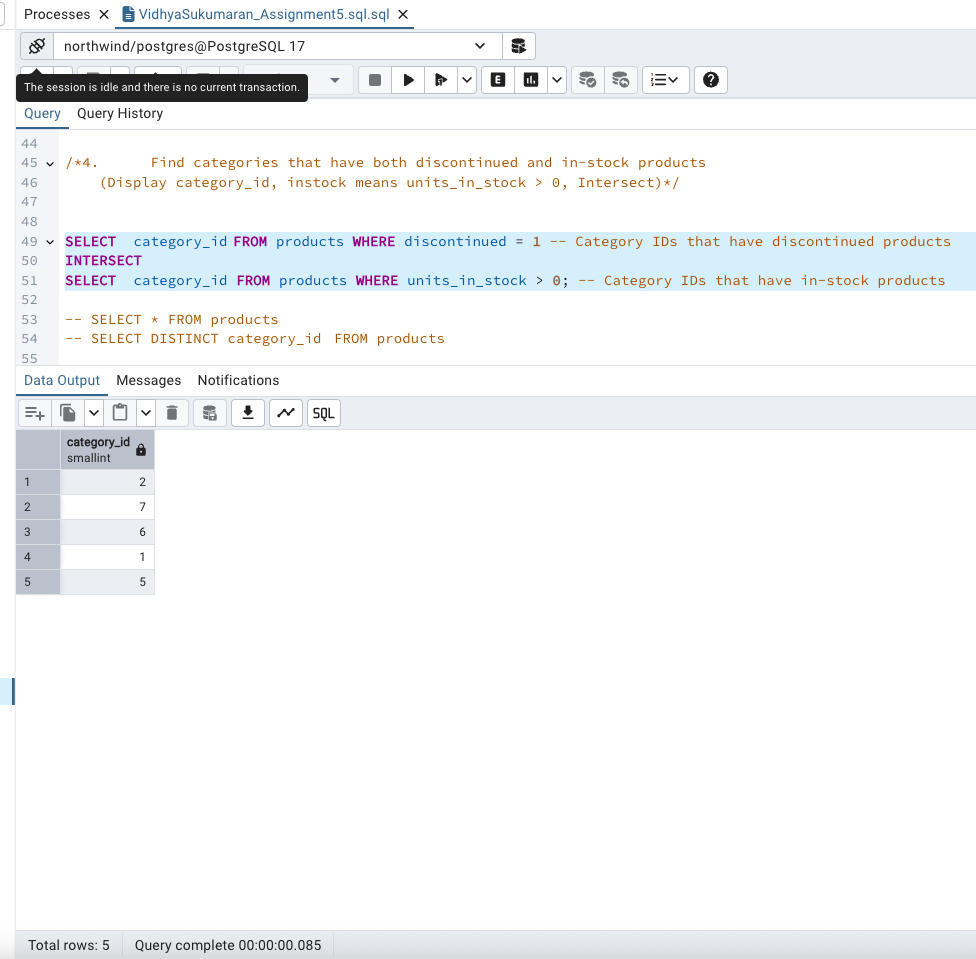 Processes
VidhyaSukumaran_Assignment5.sql.sql
northwind/postgres@PostgreSQL 17
The session is idle and there is no current transaction.
E
Query
Query History
44
45 /*4. Find categories that have both discontinued and in-stock products
46 (Display category_id, instock means units_in_stock > 0, Intersect)*/
47
48
49 SELECT category_id FROM products WHERE discontinued = 1 -- Category IDs that have discontinued products
50 INTERSECT
51 SELECT category_id FROM products WHERE units_in_stock > 0; -- Category IDs that have in-stock products
52
53 -- SELECT * FROM products
54 -- SELECT DISTINCT category_id FROM products
55
Data Output Messages Notifications
SQL
category_id
smallint
1 2
2 7
3 6
4 1
5 5
Total rows: 5 Query complete 00:00:00.085